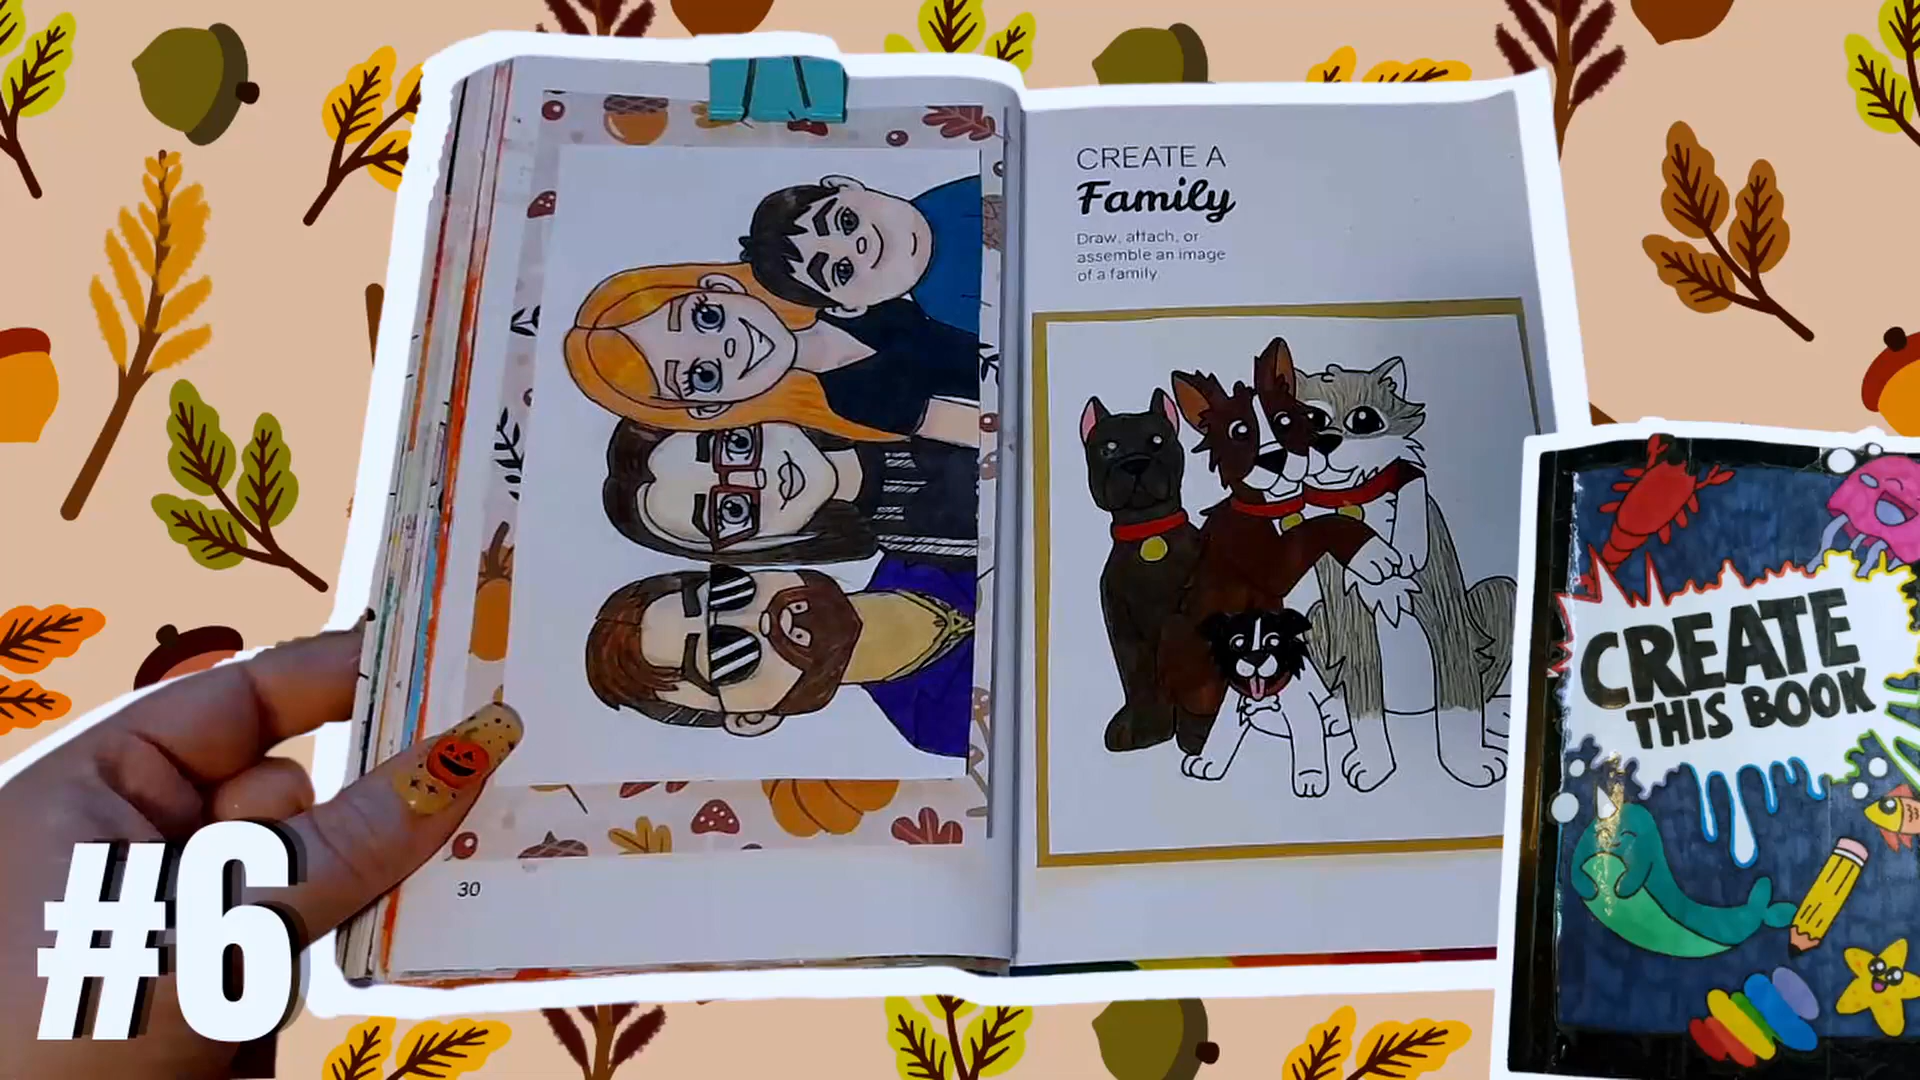 CREATE A
Family
Draw, attach, or
assemble an image
of a family.
30
#6
CREATE
THIS BOOK